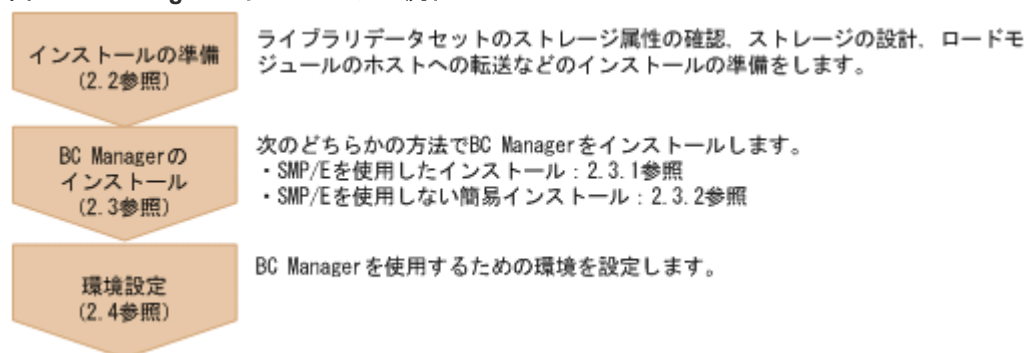 インストールの準備
(2.2参照)
ライブラリデータセットのストレージ属性の確認, ストレージの設計, ロードモ
ジュールのホストへの転送などのインストールの準備をします。
BC Managerの
インストール
(2.3参照)
次のどちらかの方法でBC Managerをインストールします。
・SMP/Eを使用したインストール：2.3.1参照
・SMP/Eを使用しない簡易インストール：2.3.2参照
環境設定
(2.4参照)
BC Managerを使用するための環境を設定します。